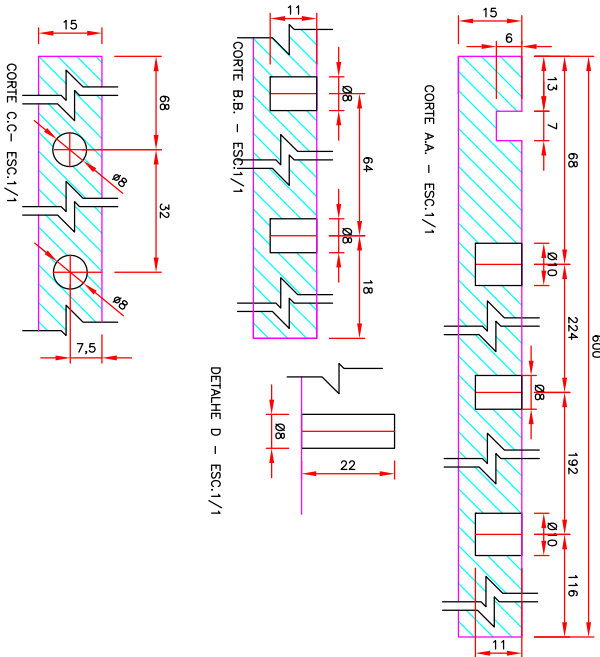 15
68
32
Ø8
Ø8
7,5
CORTE C.C- ESC.1/1
11
Ø8
64
Ø8
18
CORTE B.B. - ESC.1/1
Ø8
22
DETALHE D - ESC.1/1
15
6
13
7
68
Ø10
224
600
Ø8
192
Ø10
116
11
CORTE A.A. - ESC.1/1